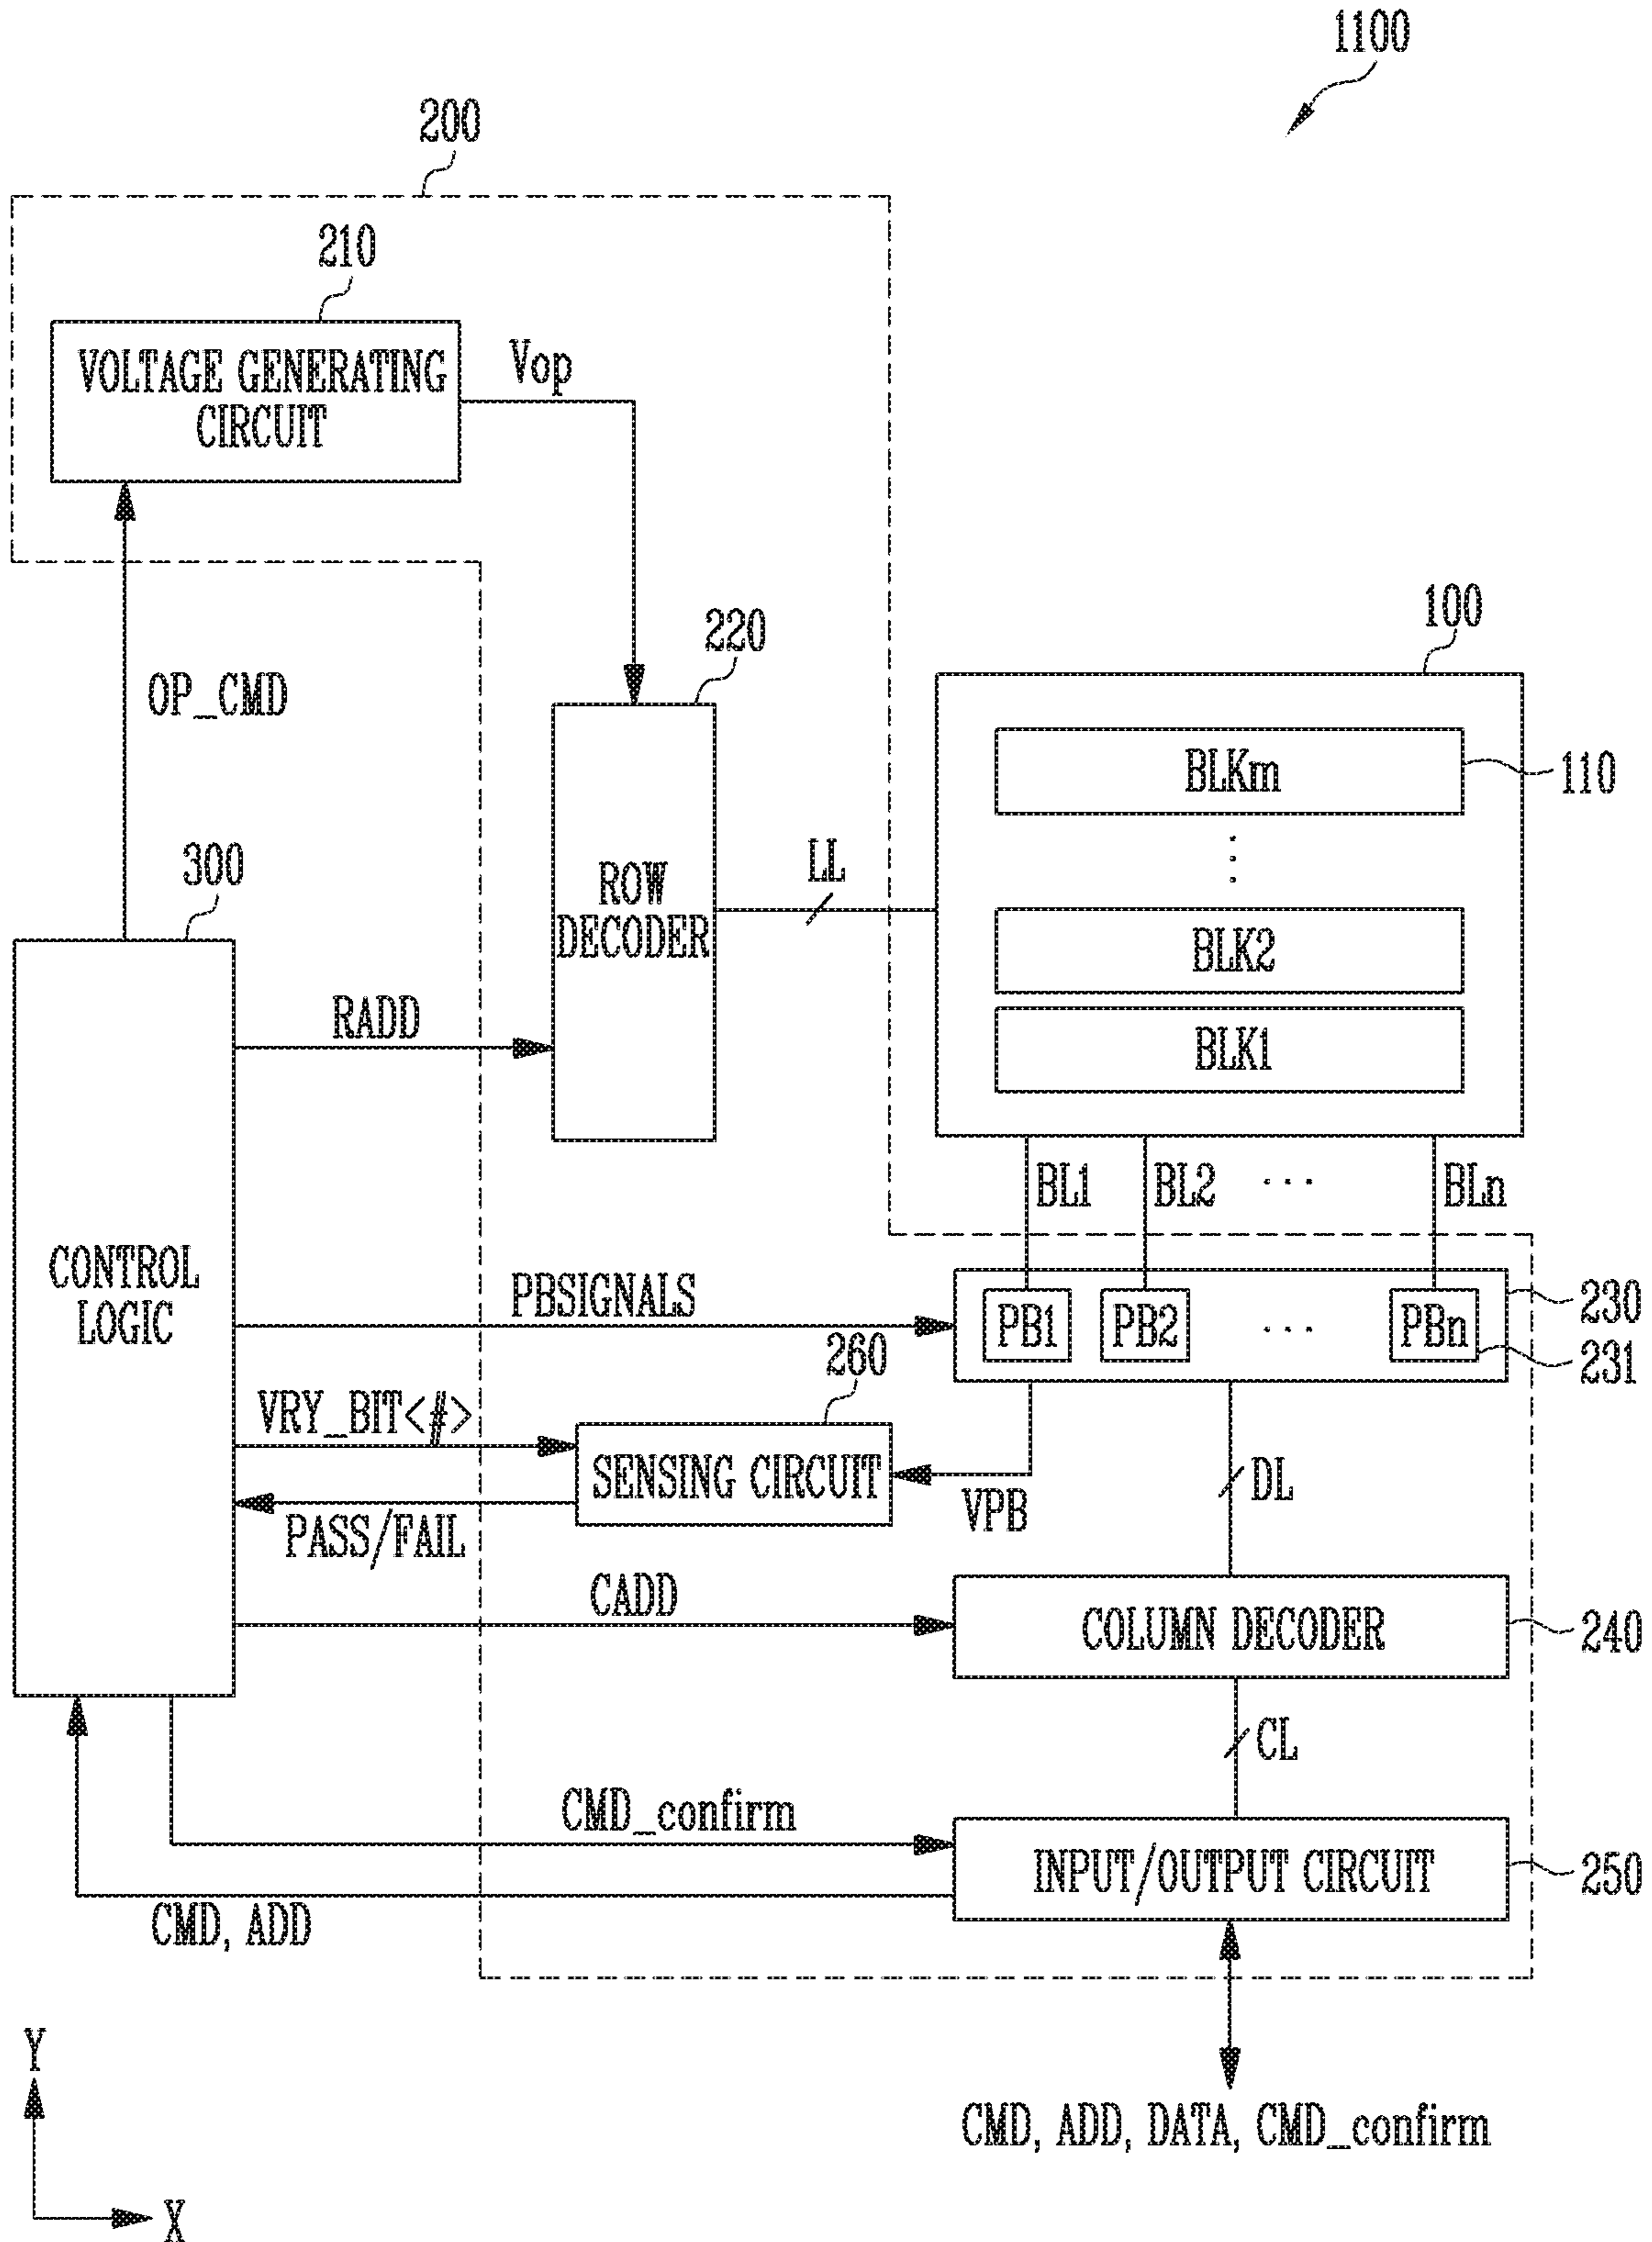 1100
200
210
VOLTAGE GENERATING
CIRCUIT
Vop
220
100
OP_CMD
BLKm
110
300
LL
ROW
DECODER
BLK2
RADD
BLK1
BL1
BL2
...
BLn
CONTROL
LOGIC
PBSIGNALS
PB1
PB2
...
PBn
230
231
260
VRY_BIT<#>
SENSING CIRCUIT
VPB
DL
PASS/FAIL
CADD
COLUMN DECODER
240
CL
CMD_confirm
INPUT/OUTPUT CIRCUIT
250
CMD, ADD
Y
X
CMD, ADD, DATA, CMD_confirm